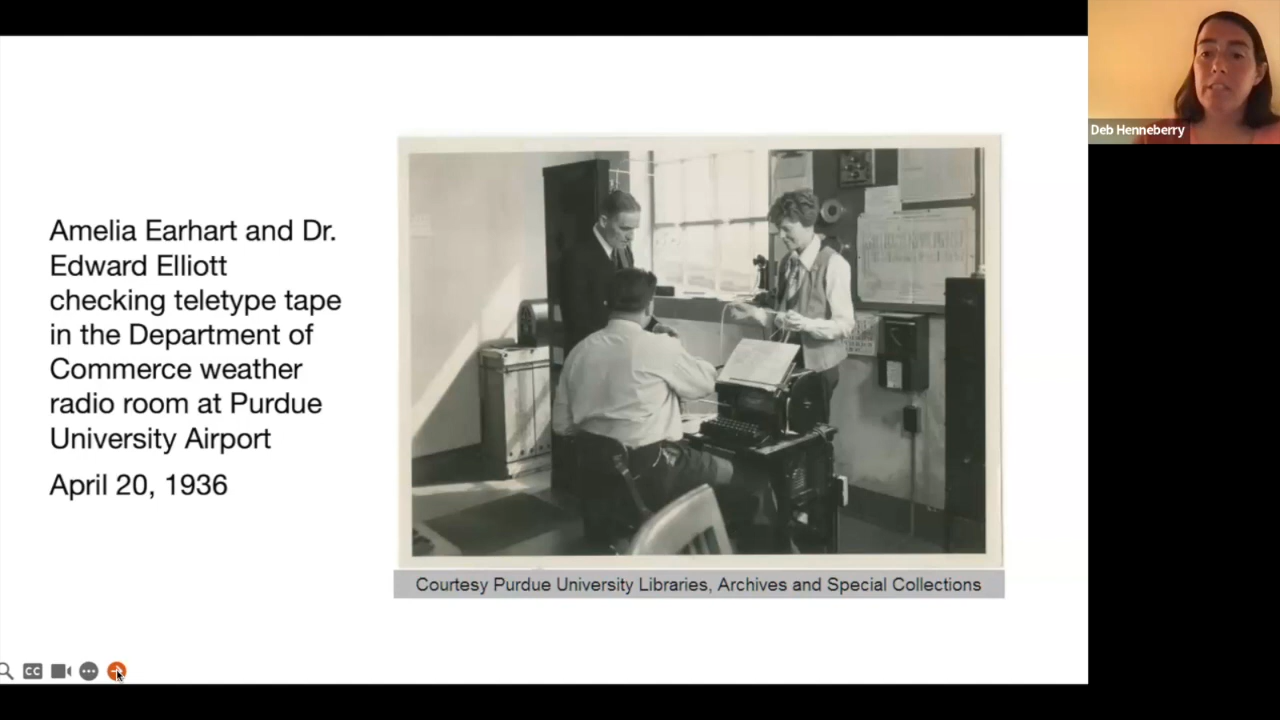 Amelia Earhart and Dr.
Edward Elliott
checking teletype tape
in the Department of
Commerce weather
radio room at Purdue
University Airport
April 20, 1936
Courtesy Purdue University Libraries, Archives and Special Collections
Deb Henneberry
CC